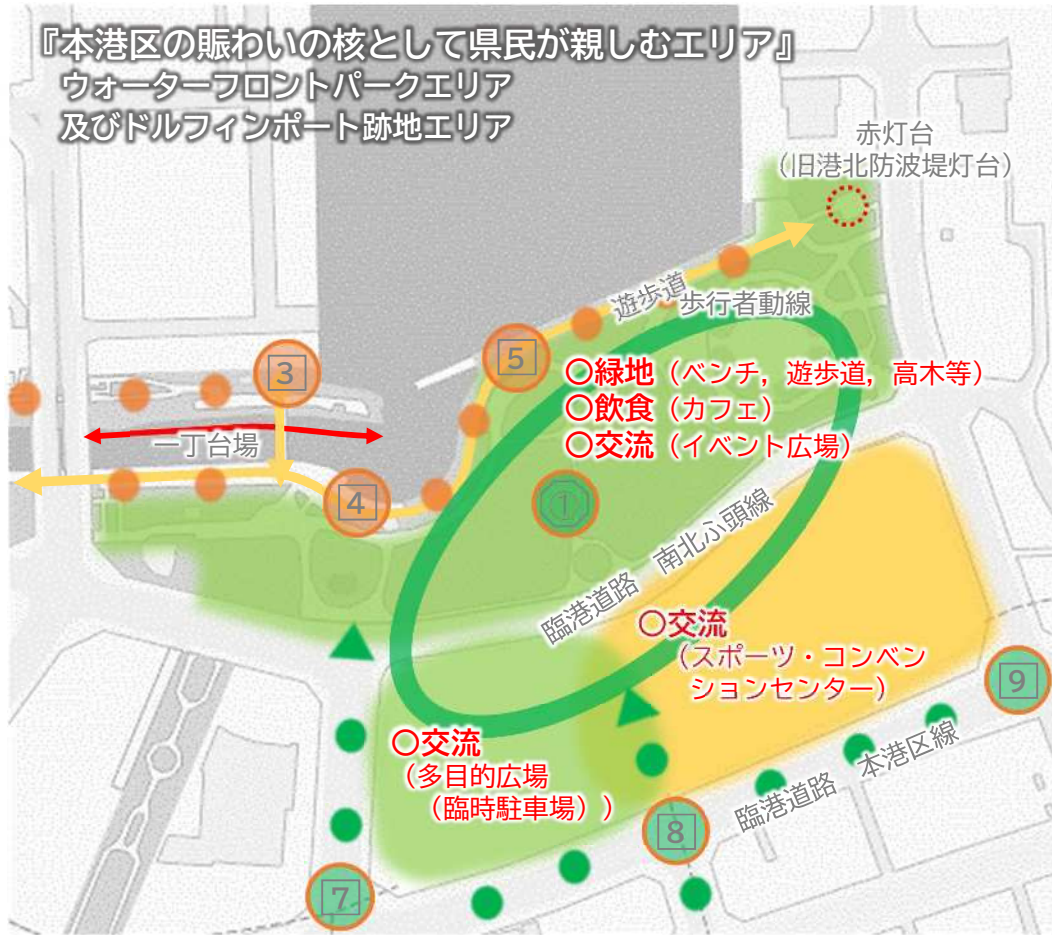 『本港区の賑わいの核として県民が親しむエリア』
ウォーターフロントパークエリア
及びドルフィンポート跡地エリア
赤灯台
（旧港北防波堤灯台）
遊歩道
歩行者動線
3
5
〇緑地（ベンチ，遊歩道，高木等）
〇飲食（カフェ）
〇交流（イベント広場）
一丁台場
4
①
臨港道路　南北ふ頭線
〇交流
（スポーツ・コンベン
ションセンター）
9
〇交流
（多目的広場
（臨時駐車場））
臨港道路　本港区線
8
7